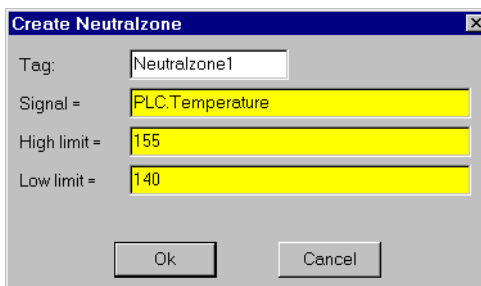 Create Neutralzone
Tag: Neutralzone1
Signal = PLC.Temperature
High limit = 155
Low limit = 140
Ok Cancel